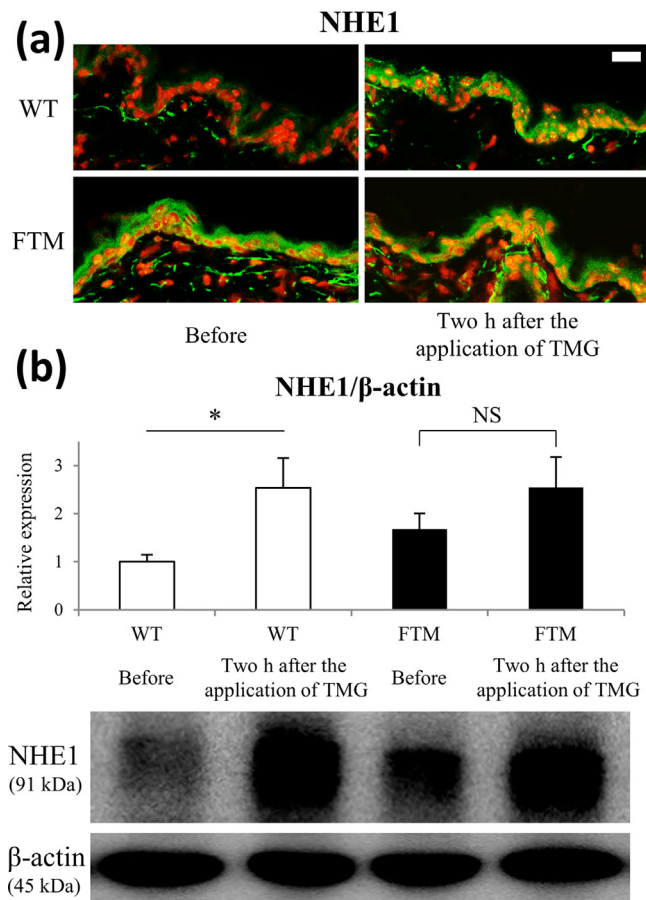 (a)
NHE1
WT
FTM
Before
Two h after the
application of TMG
(b)
NHE1/β-actin
*
NS
Relative expression
3
2
1
0
WT
WT
FTM
FTM
Before
Two h after the
application of TMG
Before
Two h after the
application of TMG
NHE1
(91 kDa)
β-actin
(45 kDa)